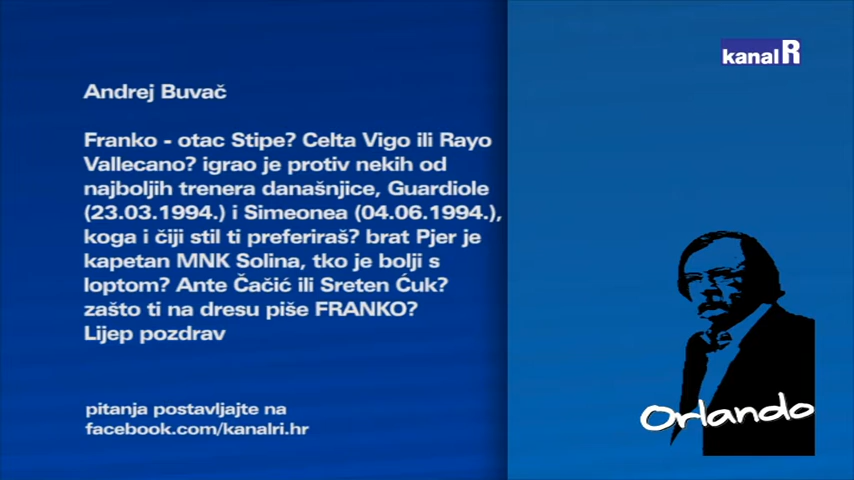 kanalR
Andrej Buvač
Franko - otac Stipe? Celta Vigo ili Rayo
Vallecano? igrao je protiv nekih od
najboljih trenera današnjice, Guardiole
(23.03.1994.) i Simeonea (04.06.1994.),
koga i čiji stil ti preferiraš? brat Pjer je
kapetan MNK Solina, tko je bolji s
loptom? Ante Čačić ili Sreten Ćuk?
zašto ti na dresu piše FRANKO?
Lijep pozdrav
pitanja postavljajte na
facebook.com/kanalri.hr
Orlando